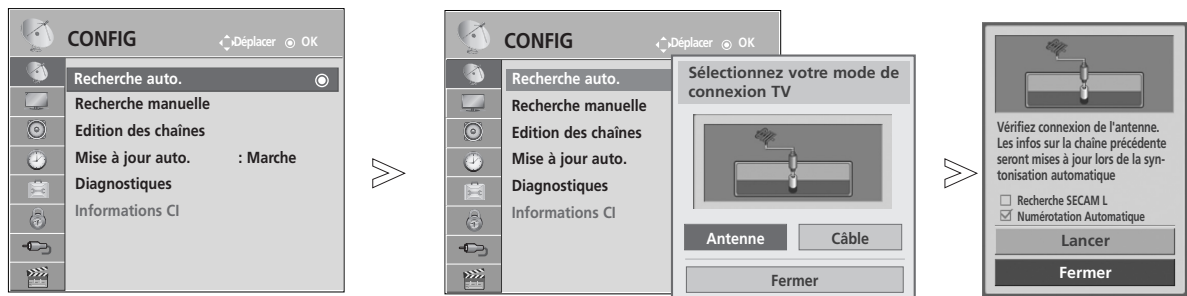 CONFIG
Déplacer OK
Recherche auto.
Recherche manuelle
Edition des chaînes
Mise à jour auto. : Marche
Diagnostiques
Informations CI
CONFIG
Déplacer OK
Recherche auto.
Recherche manuelle
Edition des chaînes
Mise à jour auto.
Diagnostiques
Informations CI
Sélectionnez votre mode de
connexion TV
Antenne Câble
Fermer
Vérifiez connexion de l'antenne.
Les infos sur la chaîne précédente
seront mises à jour lors de la syn-
tonisation automatique
Recherche SECAM L
Numérotation Automatique
Lancer
Fermer